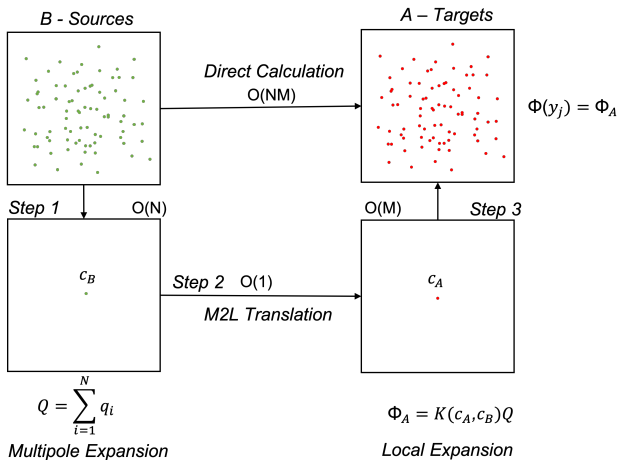 B - Sources
A – Targets
Direct Calculation
O(NM)
Φ(y_j) = Φ_A
Step 1
O(N)
O(M)
Step 3
c_B
Step 2 O(1)
c_A
M2L Translation
Q = \sum_{i=1}^{N} q_i
Φ_A = K(c_A,c_B)Q
Multipole Expansion
Local Expansion